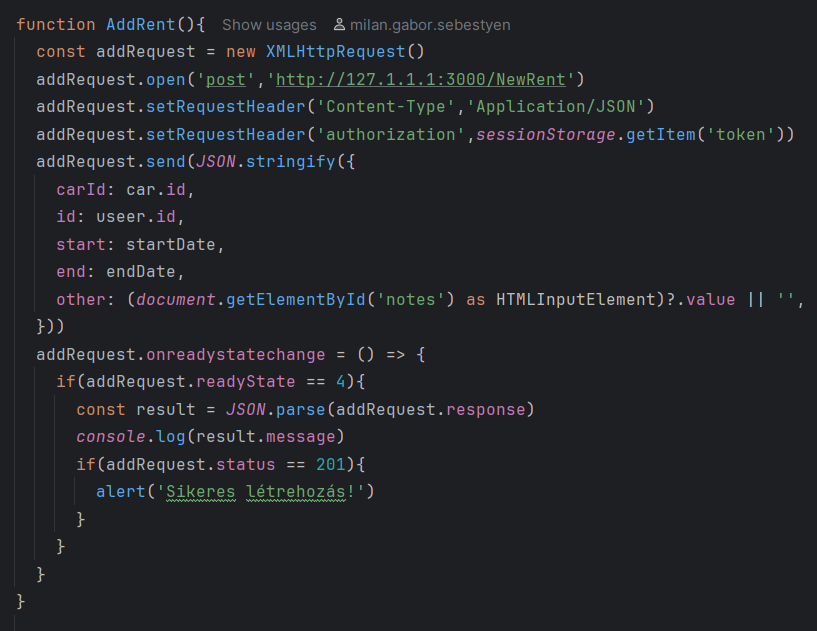 function AddRent(){ Show usages milan.gabor.sebestyen
  const addRequest = new XMLHttpRequest()
  addRequest.open('post','http://127.1.1.1:3000/NewRent')
  addRequest.setRequestHeader('Content-Type','Application/JSON')
  addRequest.setRequestHeader('authorization',sessionStorage.getItem('token'))
  addRequest.send(JSON.stringify({
    carId: car.id,
    id: useer.id,
    start: startDate,
    end: endDate,
    other: (document.getElementById('notes') as HTMLInputElement)?.value || '',
  }))
  addRequest.onreadystatechange = () => {
    if(addRequest.readyState == 4){
      const result = JSON.parse(addRequest.response)
      console.log(result.message)
      if(addRequest.status == 201){
        alert('Sikeres létrehozás!')
      }
    }
  }
}